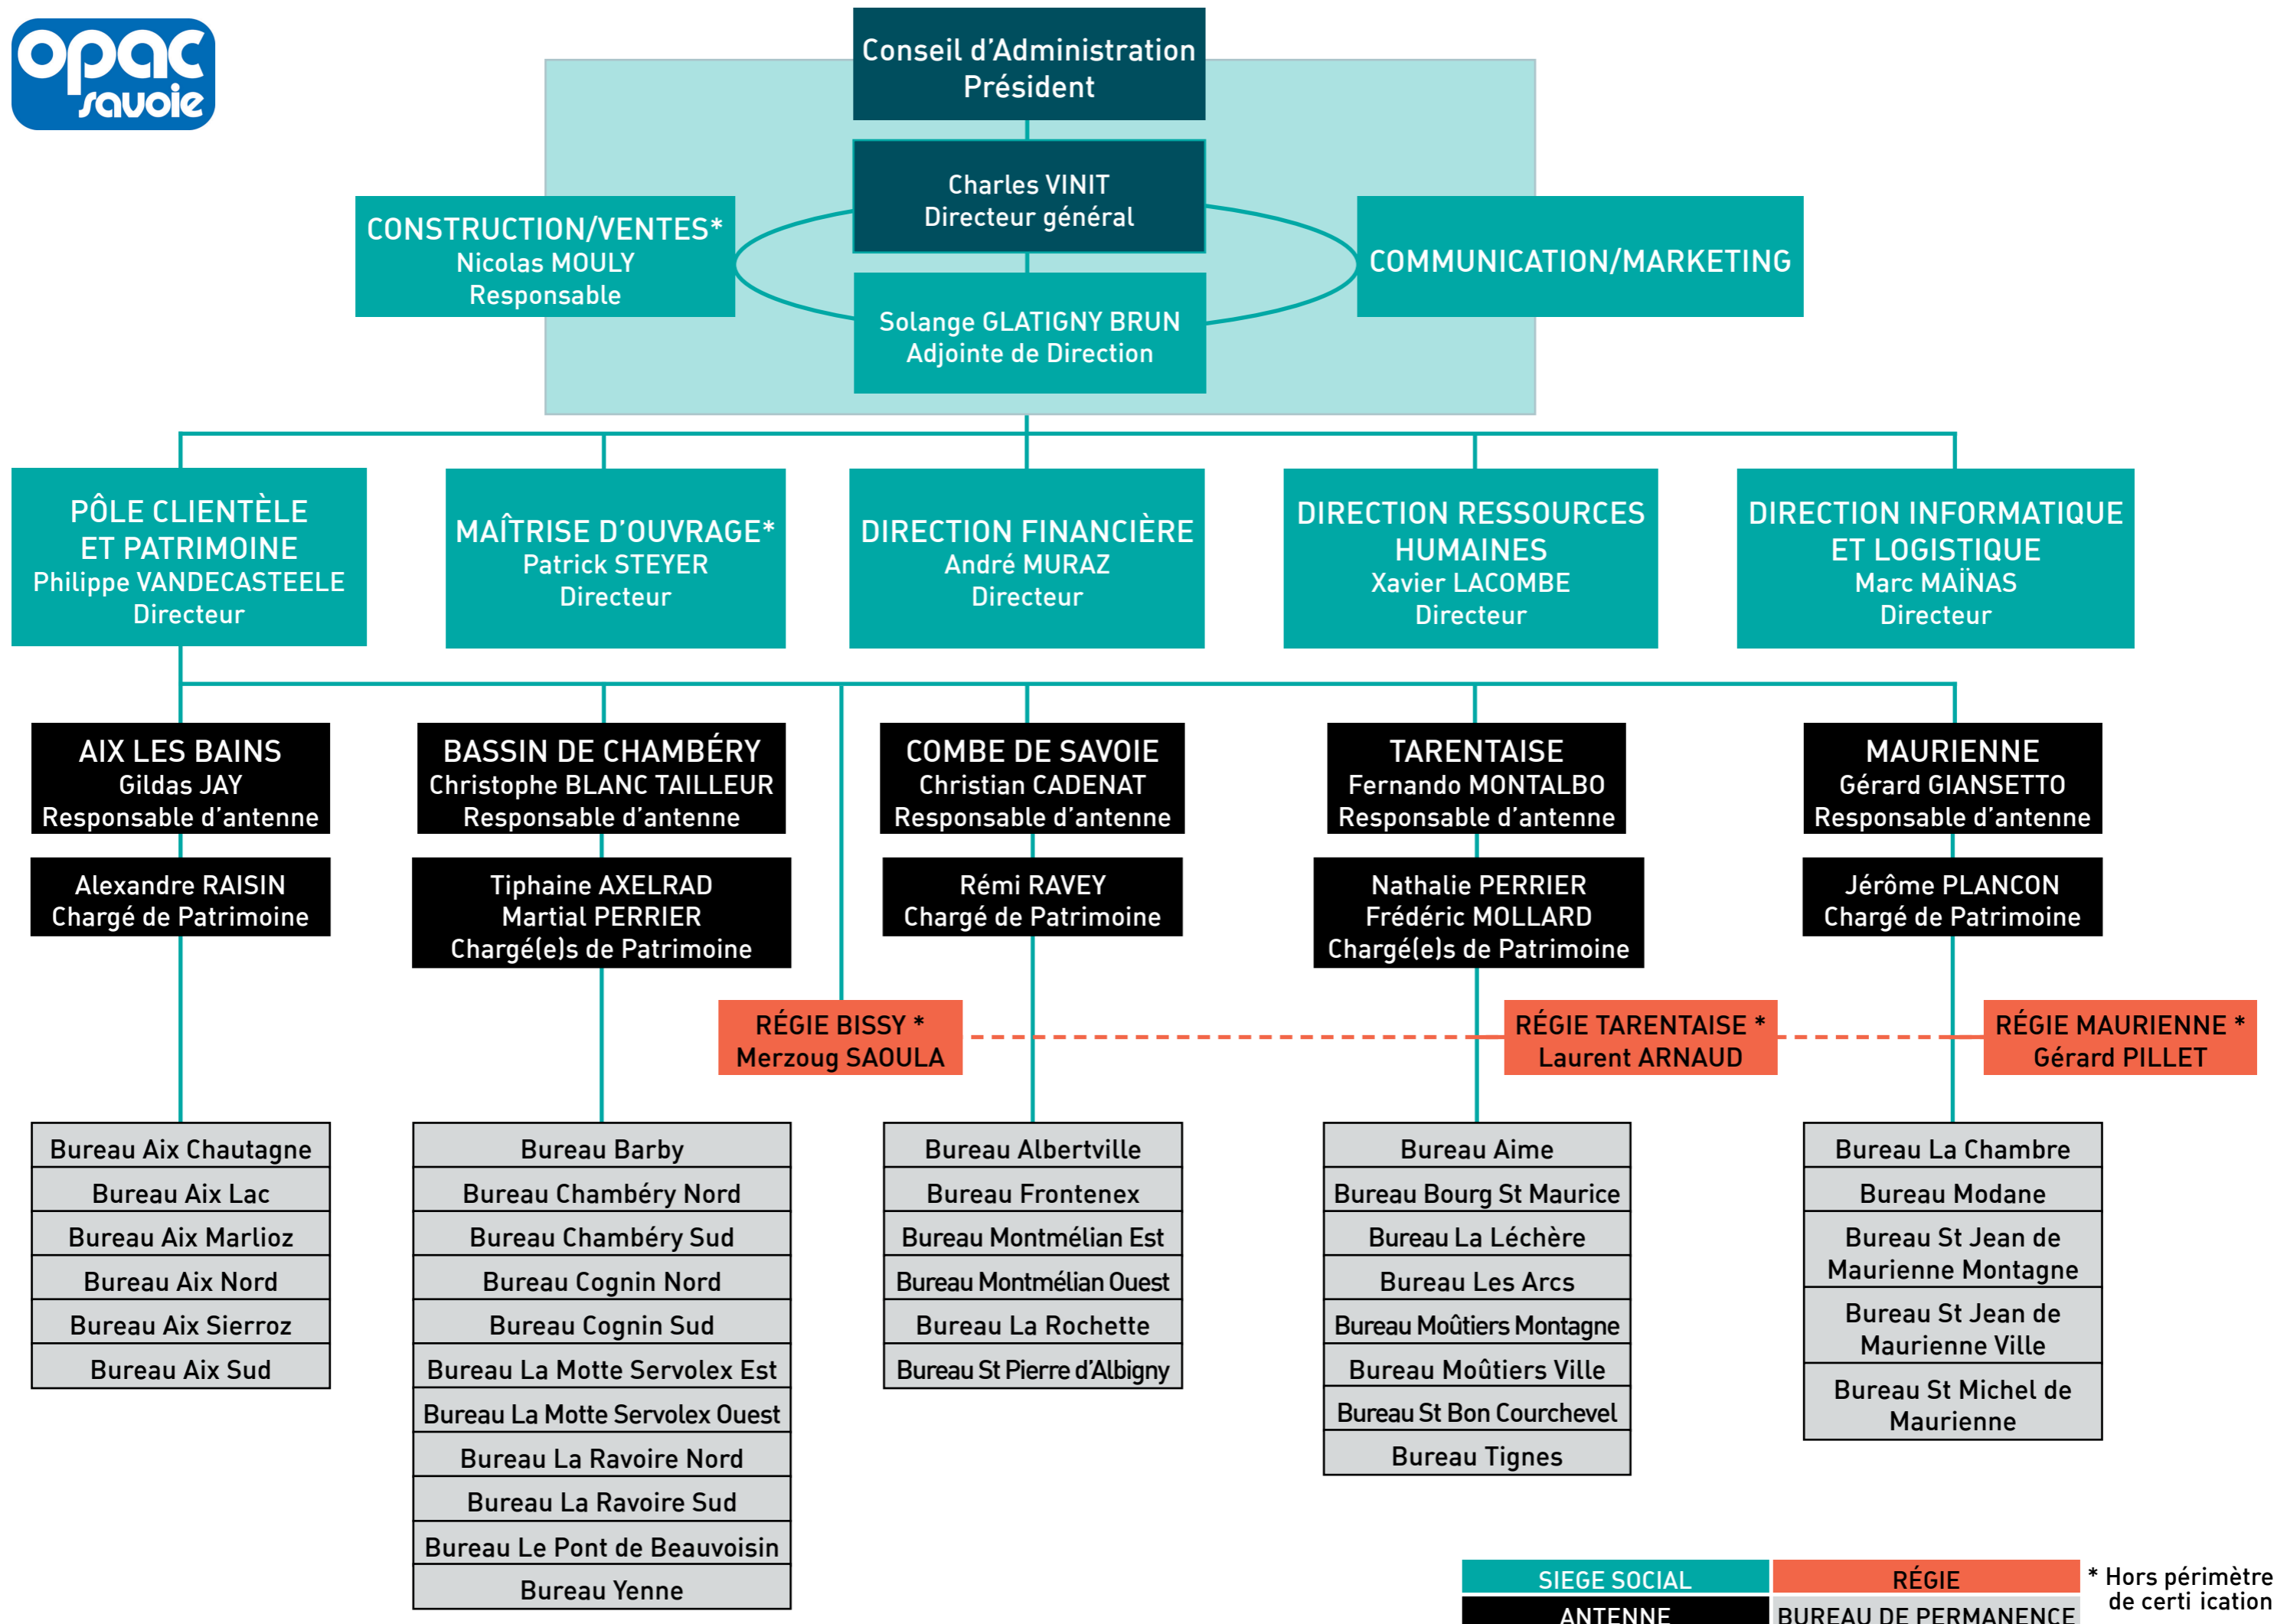 opac
savoie
Conseil d'Administration
Président
Charles VINIT
Directeur général
CONSTRUCTION/VENTES*
Nicolas MOULY
Responsable
COMMUNICATION/MARKETING
Solange GLATIGNY BRUN
Adjointe de Direction
PÔLE CLIENTÈLE
ET PATRIMOINE
Philippe VANDECASTEELE
Directeur
MAÎTRISE D'OUVRAGE*
Patrick STEYER
Directeur
DIRECTION FINANCIÈRE
André MURAZ
Directeur
DIRECTION RESSOURCES
HUMAINES
Xavier LACOMBE
Directeur
DIRECTION INFORMATIQUE
ET LOGISTIQUE
Marc MAÏNAS
Directeur
AIX LES BAINS
Gildas JAY
Responsable d'antenne
BASSIN DE CHAMBÉRY
Christophe BLANC TAILLEUR
Responsable d'antenne
COMBE DE SAVOIE
Christian CADENAT
Responsable d'antenne
TARENTAISE
Fernando MONTALBO
Responsable d'antenne
MAURIENNE
Gérard GIANSETTO
Responsable d'antenne
Alexandre RAISIN
Chargé de Patrimoine
Tiphaine AXELRAD
Martial PERRIER
Chargé(e)s de Patrimoine
Rémi RAVEY
Chargé de Patrimoine
Nathalie PERRIER
Frédéric MOLLARD
Chargé(e)s de Patrimoine
Jérôme PLANCON
Chargé de Patrimoine
RÉGIE BISSY *
Merzoug SAOULA
RÉGIE TARENTAISE *
Laurent ARNAUD
RÉGIE MAURIENNE *
Gérard PILLET
Bureau Aix Chautagne
Bureau Aix Lac
Bureau Aix Marlioz
Bureau Aix Nord
Bureau Aix Sierroz
Bureau Aix Sud
Bureau Barby
Bureau Chambéry Nord
Bureau Chambéry Sud
Bureau Cognin Nord
Bureau Cognin Sud
Bureau La Motte Servolex Est
Bureau La Motte Servolex Ouest
Bureau La Ravoire Nord
Bureau La Ravoire Sud
Bureau Le Pont de Beauvoisin
Bureau Yenne
Bureau Albertville
Bureau Frontenex
Bureau Montmélian Est
Bureau Montmélian Ouest
Bureau La Rochette
Bureau St Pierre d'Albigny
Bureau Aime
Bureau Bourg St Maurice
Bureau La Léchère
Bureau Les Arcs
Bureau Moûtiers Montagne
Bureau Moûtiers Ville
Bureau St Bon Courchevel
Bureau Tignes
Bureau La Chambre
Bureau Modane
Bureau St Jean de
Maurienne Montagne
Bureau St Jean de
Maurienne Ville
Bureau St Michel de
Maurienne
SIEGE SOCIAL
RÉGIE
ANTENNE
BUREAU DE PERMANENCE
* Hors périmètre
de certi ication